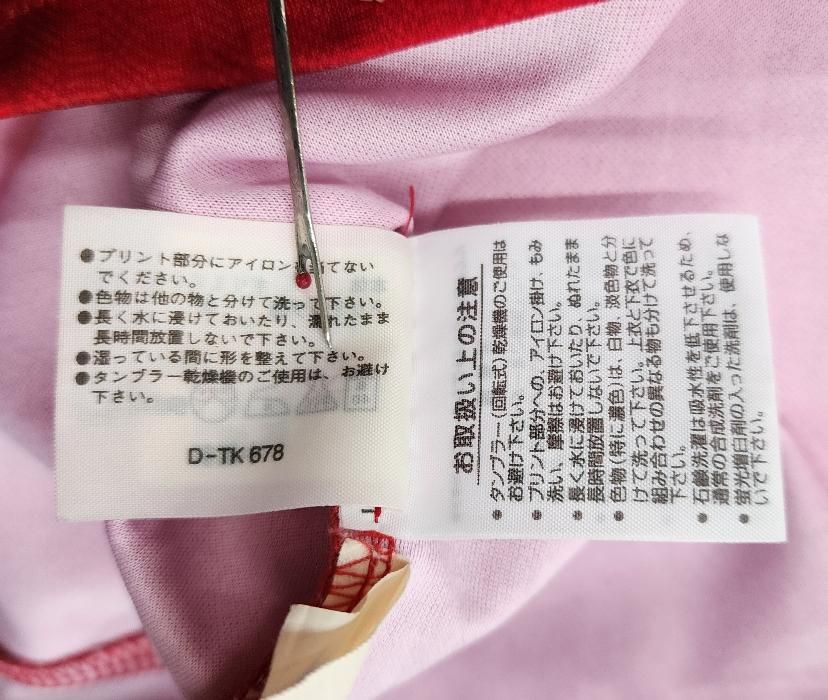 ●プリント部分にアイロンを当てない
でください。
●色物は他の物と分けて洗って下さい。
●長く水に浸けておいたり、濡れたまま
長時間放置しないで下さい。
●湿っている間に形を整えて下さい。
●タンブラー乾燥機のご使用は、お避け
下さい。
D-TK 678
お取扱い上の注意
●タンブラー(回転式)乾燥機のご使用は
お避け下さい。
●プリント部分への、アイロン掛け、もみ
洗い、摩擦はお避け下さい。
●長く水に浸けておいたり、ぬれたまま
長時間放置しないで下さい。
●色物(特に濃色)は、白物、淡色物と分
けて洗って下さい。上衣と下衣で色に
組み合わせの異なる物も分けて洗って
下さい。
●石鹸洗濯は吸水性を低下させるため、
通常の合成洗剤をご使用下さい。
●蛍光増白剤の入った洗剤は、使用しな
いで下さい。